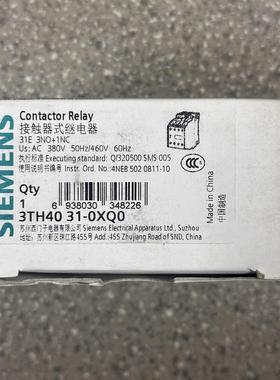 SIEMENS
Contactor Relay
接触器式继电器
31E 3NO+1NC
Us: AC 380V 50Hz/460V 60Hz
执行标准 Executing standard: Q/320500 SMS 005
使用说明书编号 Instr. Ord. No.:4NEB 502 0811-10
Qty
1
6 938030 348226
3TH40 31-0XQ0
苏州西门子电器有限公司 Siemens Electrical Apparatus Ltd., Suzhou
地址：苏州新区珠江路455号 Add.:455 Zhujiang Road of SND, China
Made in China
中国制造
CCC